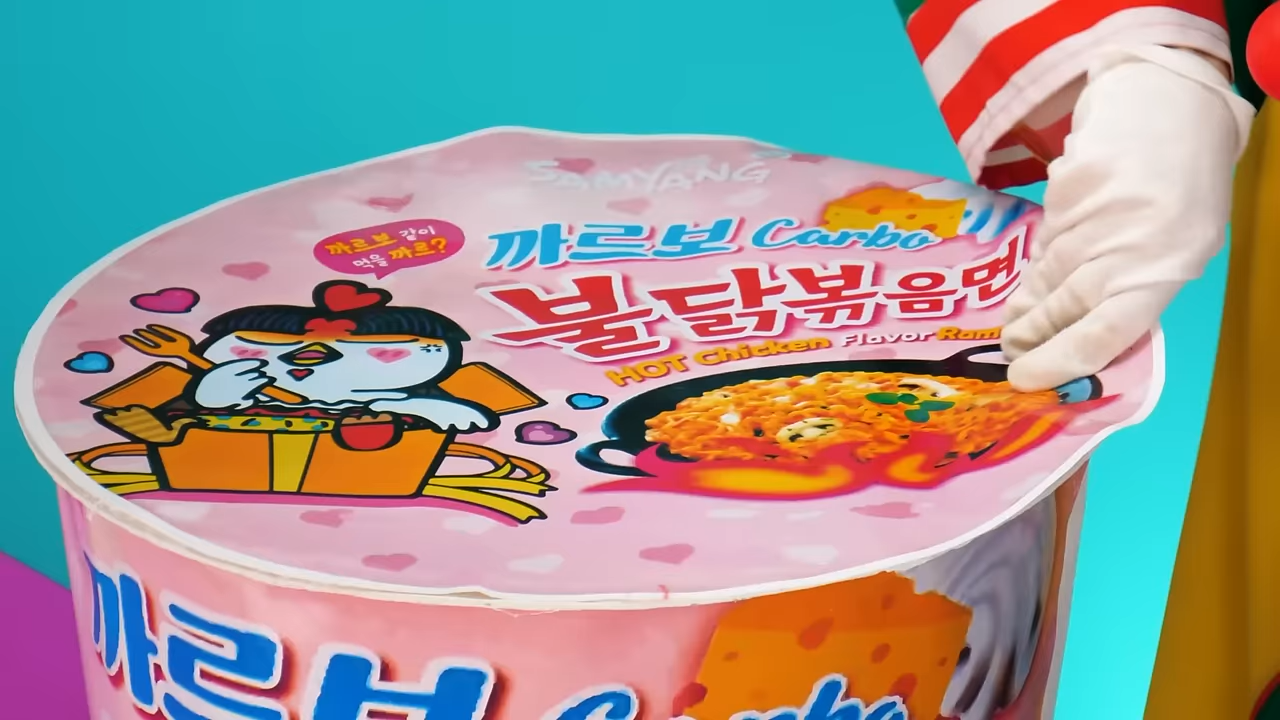 SAMYANG
까르보 같이
먹을 까르?
까르보 Carbo
불닭볶음면
HOT Chicken Flavor
까르보 Carbo